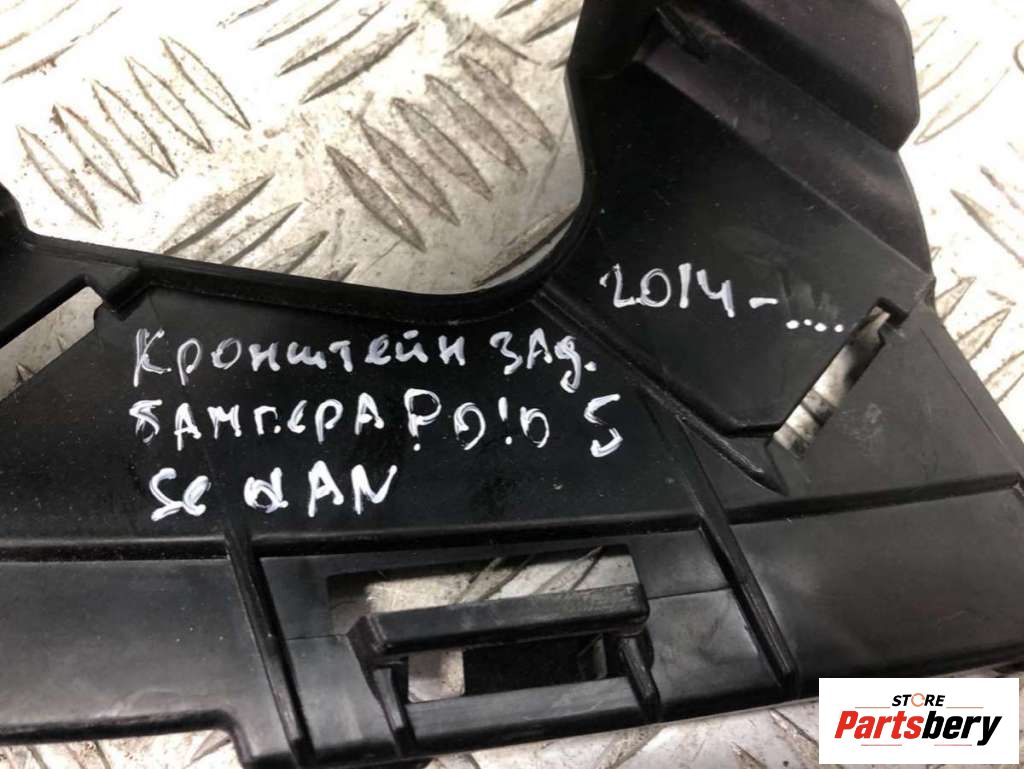 2014-....
Кронштейн зад.
бампера POlO 5
Sedan
STORE
Partsbery